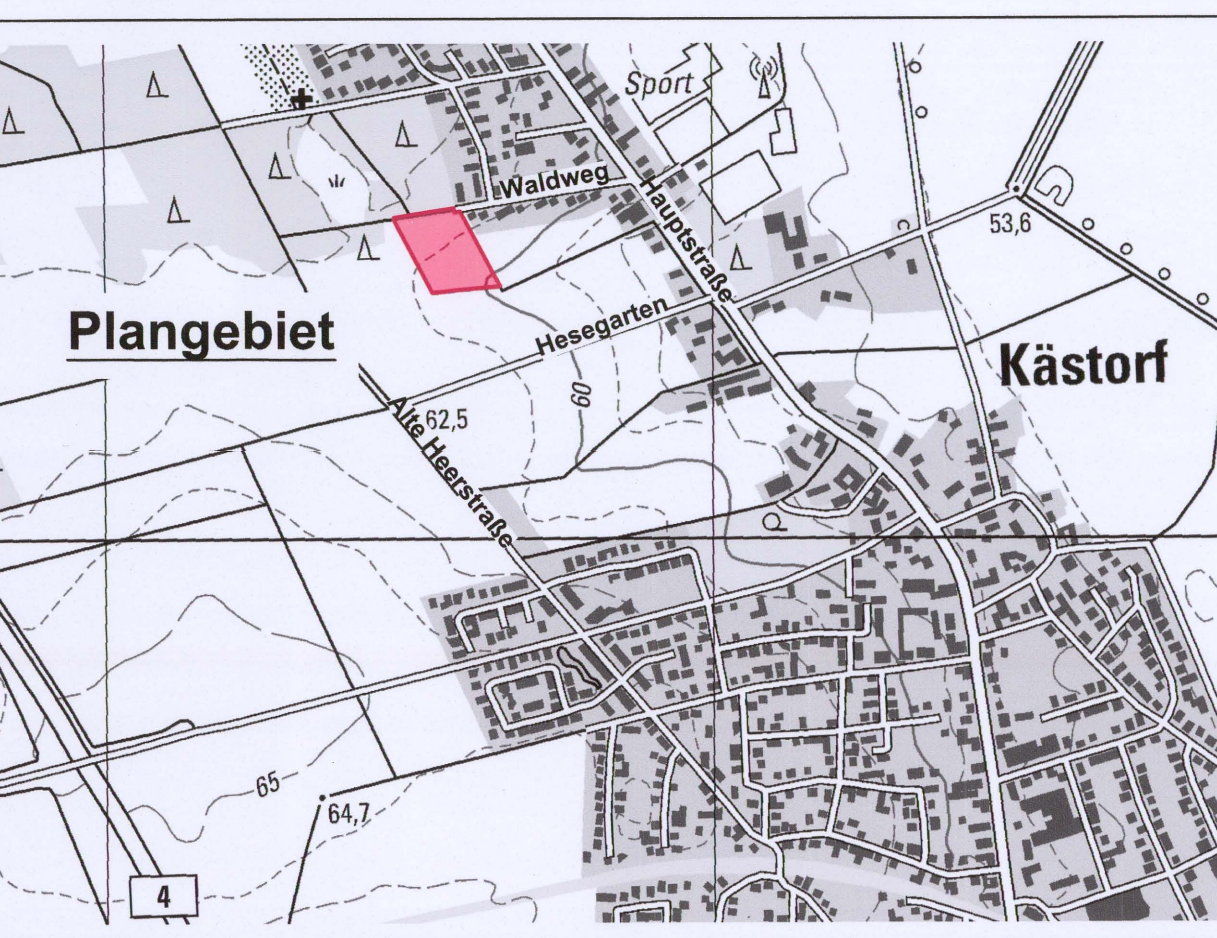 Sport
Waldweg
Hauptstraße
53,6
Plangebiet
Hesegarten
Kästorf
60
62,5
Alte Heerstraße
65
64,7
4